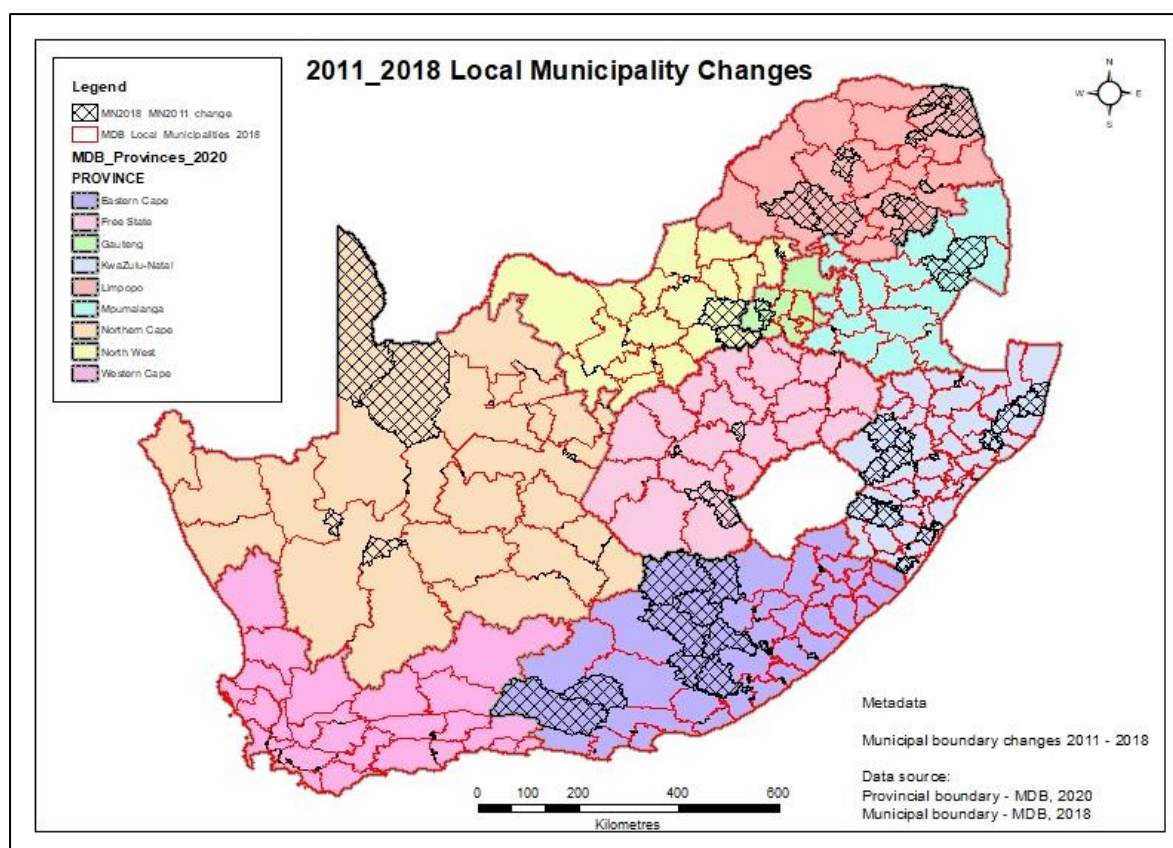 2011_2018 Local Municipality Changes
Legend
MN2018 MN2011 change
MDB Local Municipalities 2018
MDB_Provinces_2020
PROVINCE
Eastern Cape
Free State
Gauteng
KwaZulu-Natal
Limpopo
Mpumalanga
Northern Cape
North West
Western Cape
N
W E
S
Metadata
Municipal boundary changes 2011 - 2018
Data source:
Provincial boundary - MDB, 2020
Municipal boundary - MDB, 2018
0 100 200 400 600
Kilometres